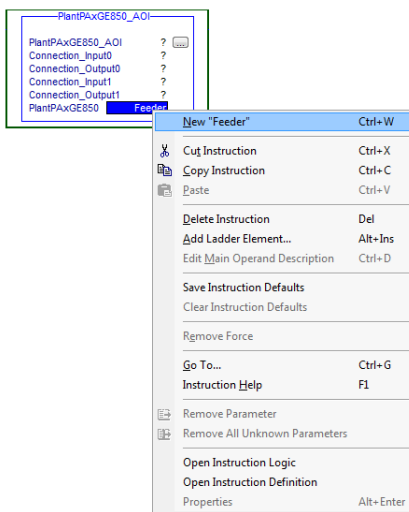 PlantPAxGE850_AOI
PlantPAxGE850_AOI ? ...
Connection_Input0 ?
Connection_Output0 ?
Connection_Input1 ?
Connection_Output1 ?
PlantPAxGE850 Feeder
New "Feeder" Ctrl+W
Cut Instruction Ctrl+X
Copy Instruction Ctrl+C
Paste Ctrl+V
Delete Instruction Del
Add Ladder Element... Alt+Ins
Edit Main Operand Description Ctrl+D
Save Instruction Defaults
Clear Instruction Defaults
Remove Force
Go To... Ctrl+G
Instruction Help F1
Remove Parameter
Remove All Unknown Parameters
Open Instruction Logic
Open Instruction Definition
Properties Alt+Enter